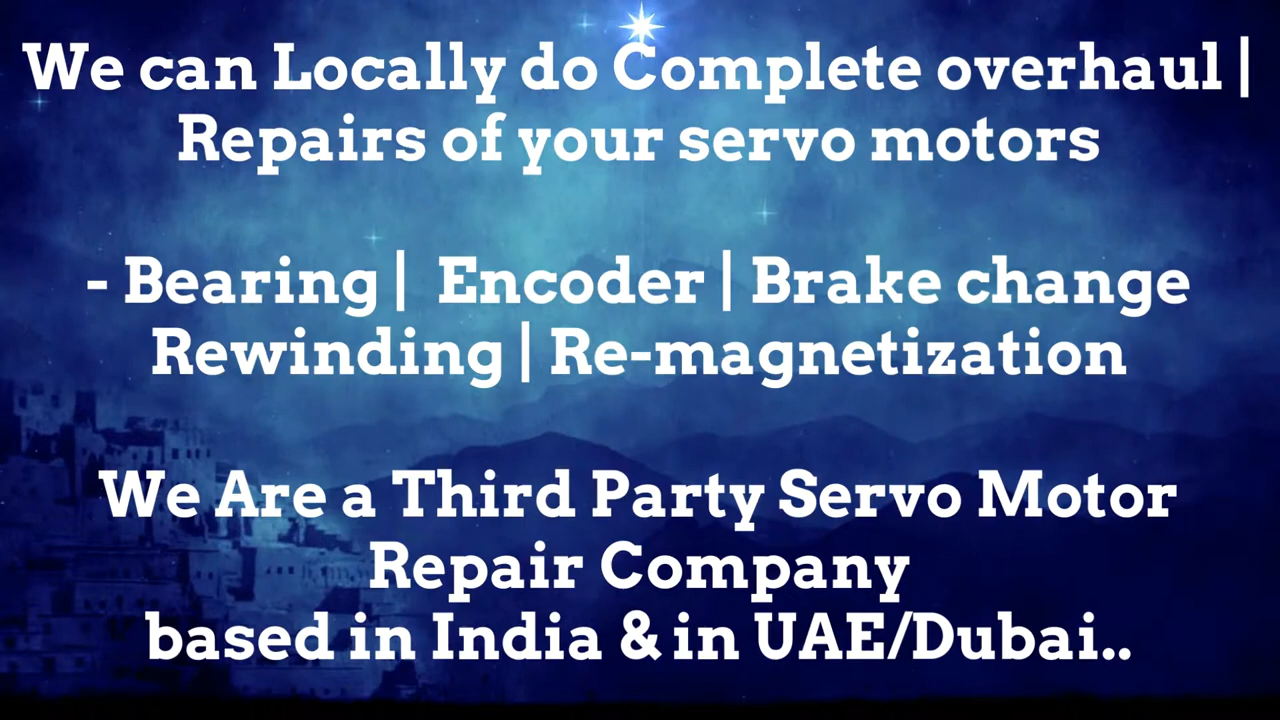 We can Locally do Complete overhaul |
Repairs of your servo motors
- Bearing | Encoder | Brake change
Rewinding | Re-magnetization
We Are a Third Party Servo Motor
Repair Company
based in India & in UAE/Dubai..